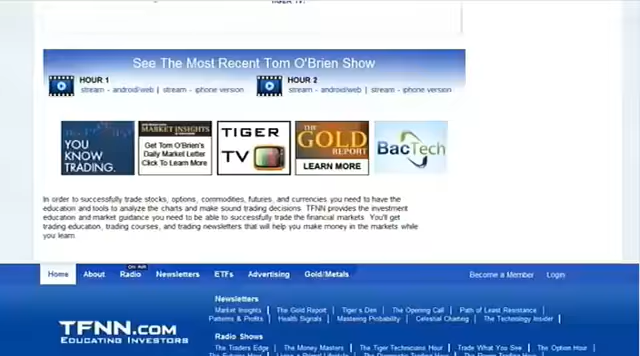 TIGER TV!
See The Most Recent Tom O'Brien Show
HOUR 1
stream - android/web | stream - iphone version
HOUR 2
stream - android/web | stream - iphone version
YOU
KNOW
TRADING.
MARKET INSIGHTS
Get Tom O'Brien's
Daily Market Letter
Click To Learn More
TIGER
TV
THE
GOLD
REPORT
LEARN MORE
BacTech
In order to successfully trade stocks, options, commodities, futures, and currencies you need to have the
education and tools to analyze the charts and make sound trading decisions. TFNN provides the investment
education and market guidance you need to be able to successfully trade the financial markets. You'll get
trading education, trading courses, and trading newsletters that will help you make money in the markets while
you learn.
ON AIR
Home About Radio Newsletters ETFs Advertising Gold/Metals Become a Member Login
Newsletters
Market Insights | The Gold Report | Tiger's Den | The Opening Call | Path of Least Resistance |
Patterns & Profits | Health Signals | Mastering Probability | Celestial Charting | The Technology Insider
TFNN.COM
EDUCATING INVESTORS
Radio Shows
The Traders Edge | The Money Masters | The Tiger Technicians Hour | Trade What You See | The Option Hour |